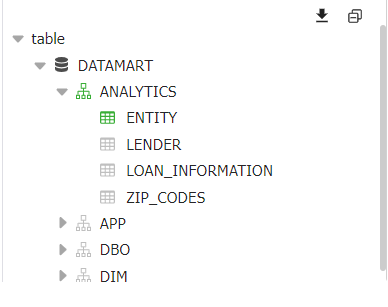 table
DATAMART
ANALYTICS
ENTITY
LENDER
LOAN_INFORMATION
ZIP_CODES
APP
DBO
DIM